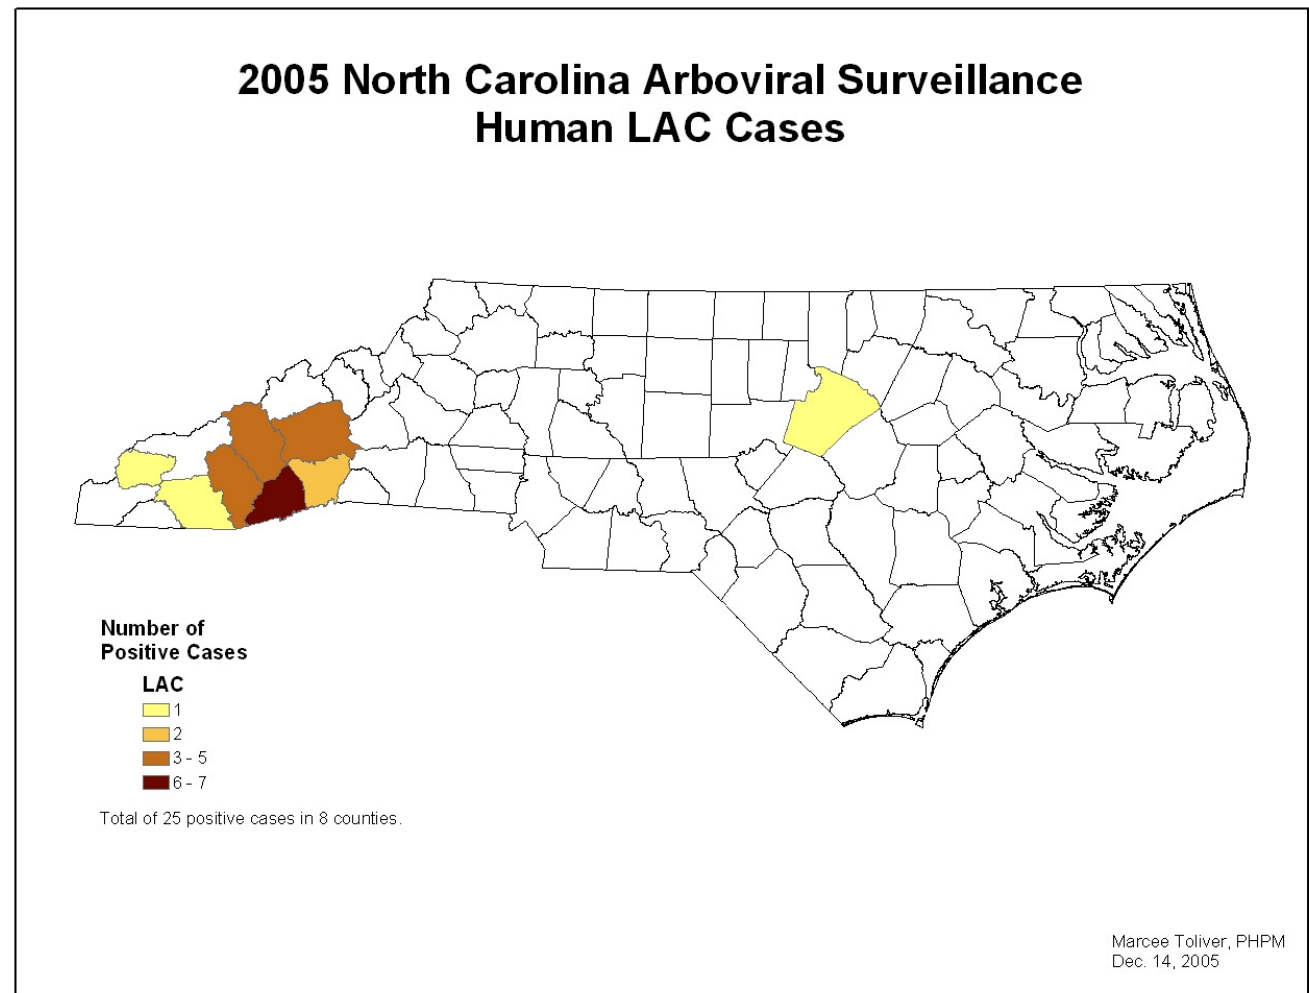 2005 North Carolina Arboviral Surveillance
Human LAC Cases
Number of
Positive Cases
LAC
1
2
3 - 5
6 - 7
Total of 25 positive cases in 8 counties.
Marcee Toliver, PHPM
Dec. 14, 2005